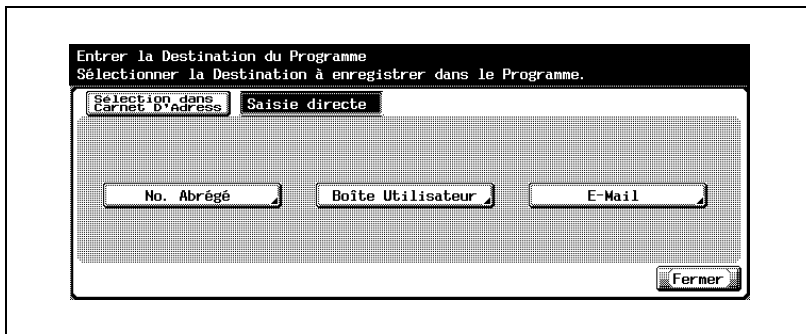 Entrer la Destination du Programme
Sélectionner la Destination à enregistrer dans le Programme.
Sélection dans
Carnet D'Adress
Saisie directe
No. Abrégé
Boîte Utilisateur
E-Mail
Fermer